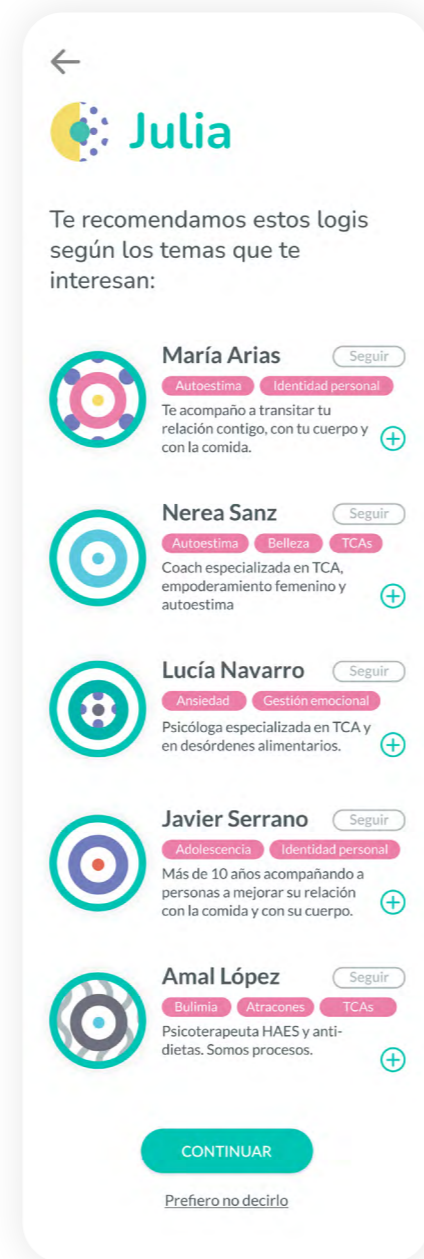 Julia
Te recomendamos estos logis
según los temas que te
interesan:
María Arias
Seguir
Autoestima
Identidad personal
Te acompaño a transitar tu
relación contigo, con tu cuerpo y
con la comida.
Nerea Sanz
Seguir
Autoestima
Belleza
TCAs
Coach especializada en TCA,
empoderamiento femenino y
autoestima
Lucía Navarro
Seguir
Ansiedad
Gestión emocional
Psicóloga especializada en TCA y
en desórdenes alimentarios.
Javier Serrano
Seguir
Adolescencia
Identidad personal
Más de 10 años acompañando a
personas a mejorar su relación
con la comida y con su cuerpo.
Amal López
Seguir
Bulimia
Atracones
TCAs
Psicoterapeuta HAES y anti-
dietas. Somos procesos.
CONTINUAR
Prefiero no decirlo